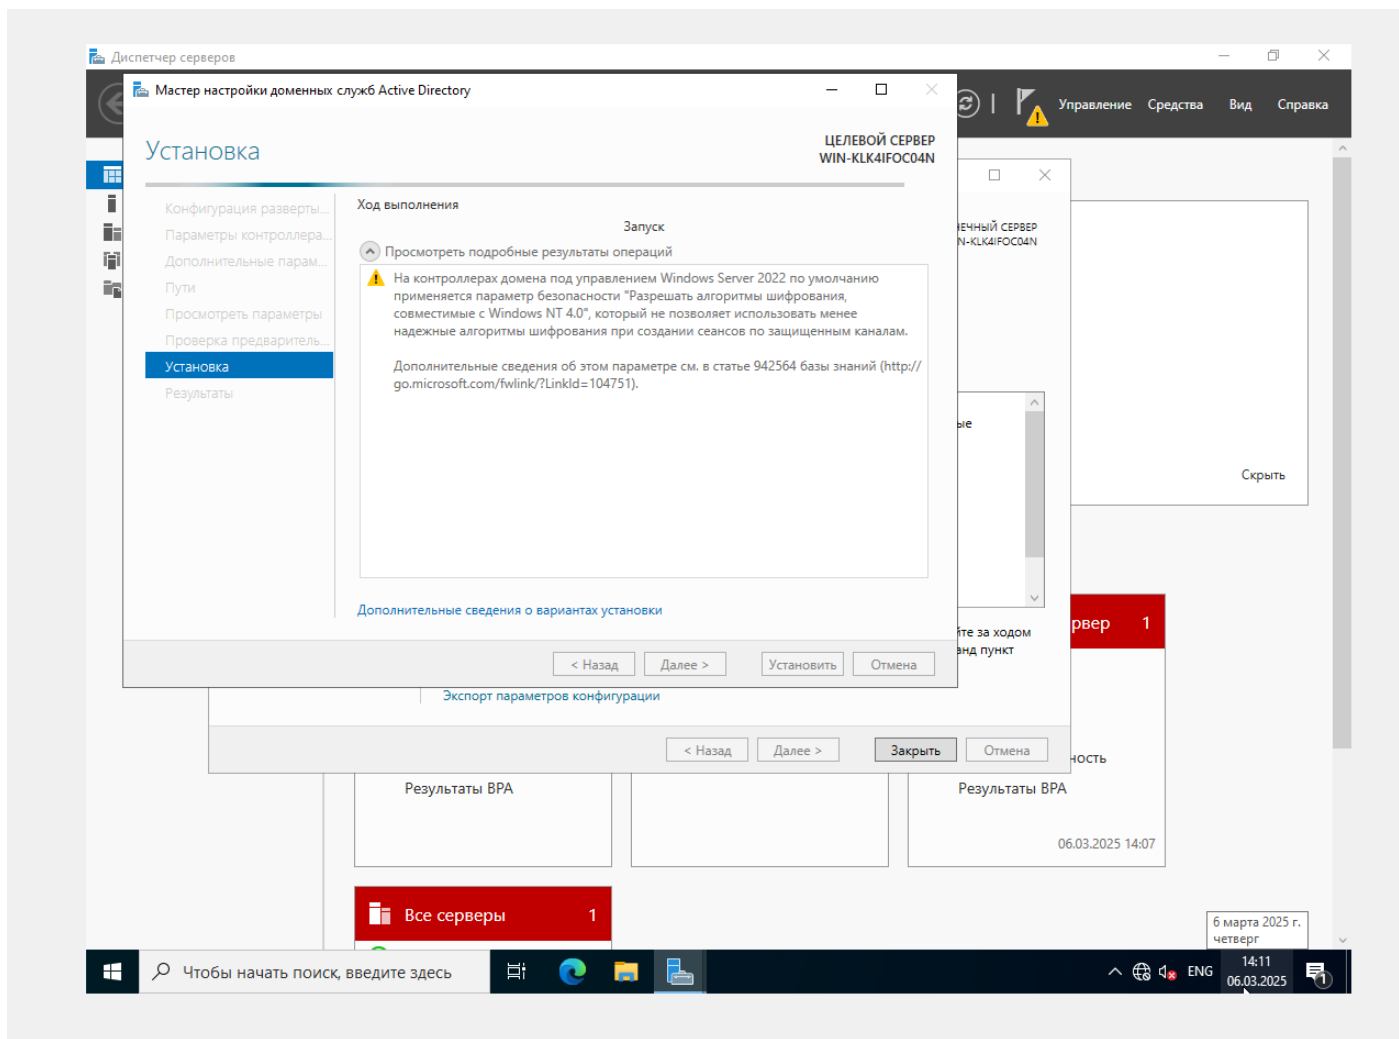 Диспетчер серверов
Мастер настройки доменных служб Active Directory
Управление Средства Вид Справка
Установка
ЦЕЛЕВОЙ СЕРВЕР
WIN-KLK4IFOC04N
Конфигурация разверты...
Параметры контроллера...
Дополнительные парам...
Пути
Просмотреть параметры
Проверка предваритель...
Установка
Результаты
Ход выполнения
Запуск
Просмотреть подробные результаты операций
На контроллерах домена под управлением Windows Server 2022 по умолчанию
применяется параметр безопасности "Разрешать алгоритмы шифрования,
совместимые с Windows NT 4.0", который не позволяет использовать менее
надежные алгоритмы шифрования при создании сеансов по защищенным каналам.
Дополнительные сведения об этом параметре см. в статье 942564 базы знаний (http://
go.microsoft.com/fwlink/?LinkId=104751).
Дополнительные сведения о вариантах установки
< Назад Далее > Установить Отмена
ЕЧНЫЙ СЕРВЕР
N-KLK4IFOC04N
ые
Скрыть
йте за ходом
анд пункт
рвер 1
Экспорт параметров конфигурации
< Назад Далее > Закрыть Отмена
ность
Результаты BPA
Результаты BPA
06.03.2025 14:07
Все серверы 1
6 марта 2025 г.
четверг
Чтобы начать поиск, введите здесь
ENG
14:11
06.03.2025
1